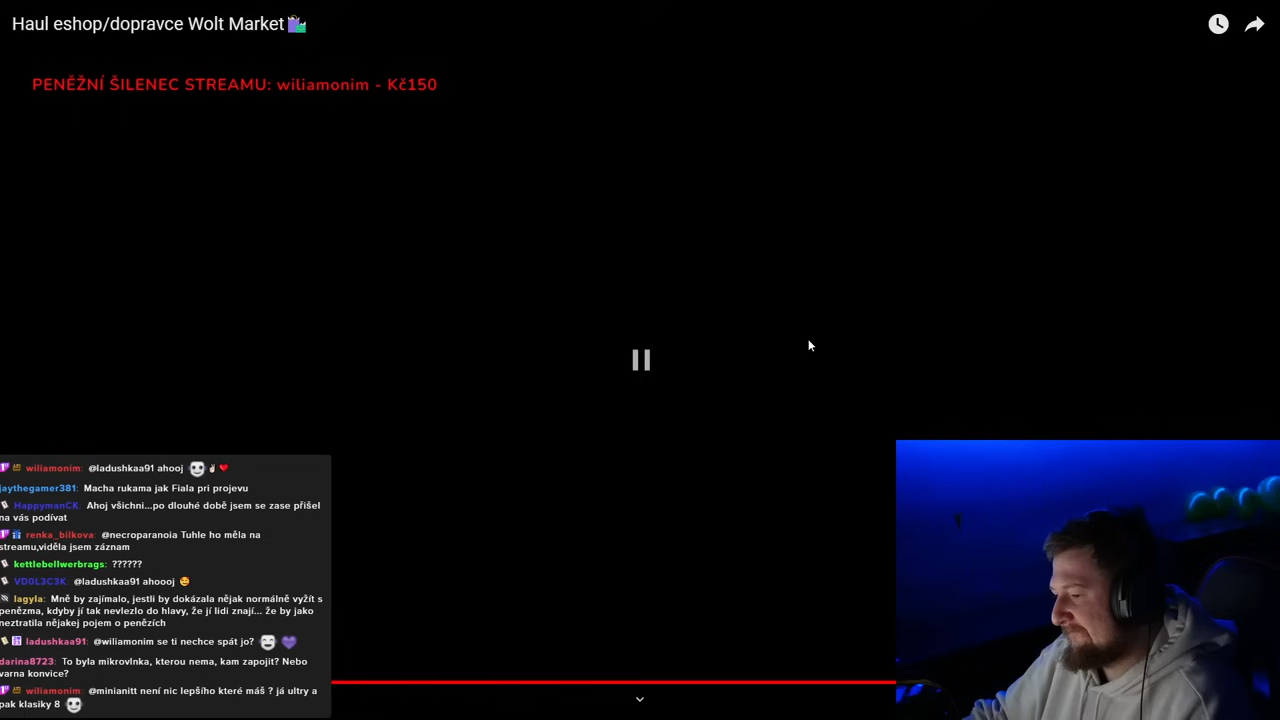 Haul eshop/dopravce Wolt Market🛍️
PENĚŽNÍ ŠILENEC STREAMU: wiliamonim - Kč150
wiliamonim: @ladushkaa91 ahooj
jaythegamer381: Macha rukama jak Fiala pri projevu
HappymanCK: Ahoj všichni...po dlouhé době jsem se zase přišel
na vás podívat
renka_bilkova: @necroparanoia Tuhle ho měla na
streamu,viděla jsem záznam
kettlebellwerbrags: ??????
VD0L3C3K: @ladushkaa91 ahoooj 🥰
lagyla: Mně by zajímalo, jestli by dokázala nějak normálně vyžít s
penězma, kdyby jí tak nevlezlo do hlavy, že jí lidi znají... že by jako
neztratila nějakej pojem o penězích
ladushkaa91: @wiliamonim se ti nechce spát jo? 💜
darina8723: To byla mikrovlnka, kterou nema, kam zapojit? Nebo
varna konvice?
wiliamonim: @minianitt není nic lepšího které máš ? já ultry a
pak klasiky 8